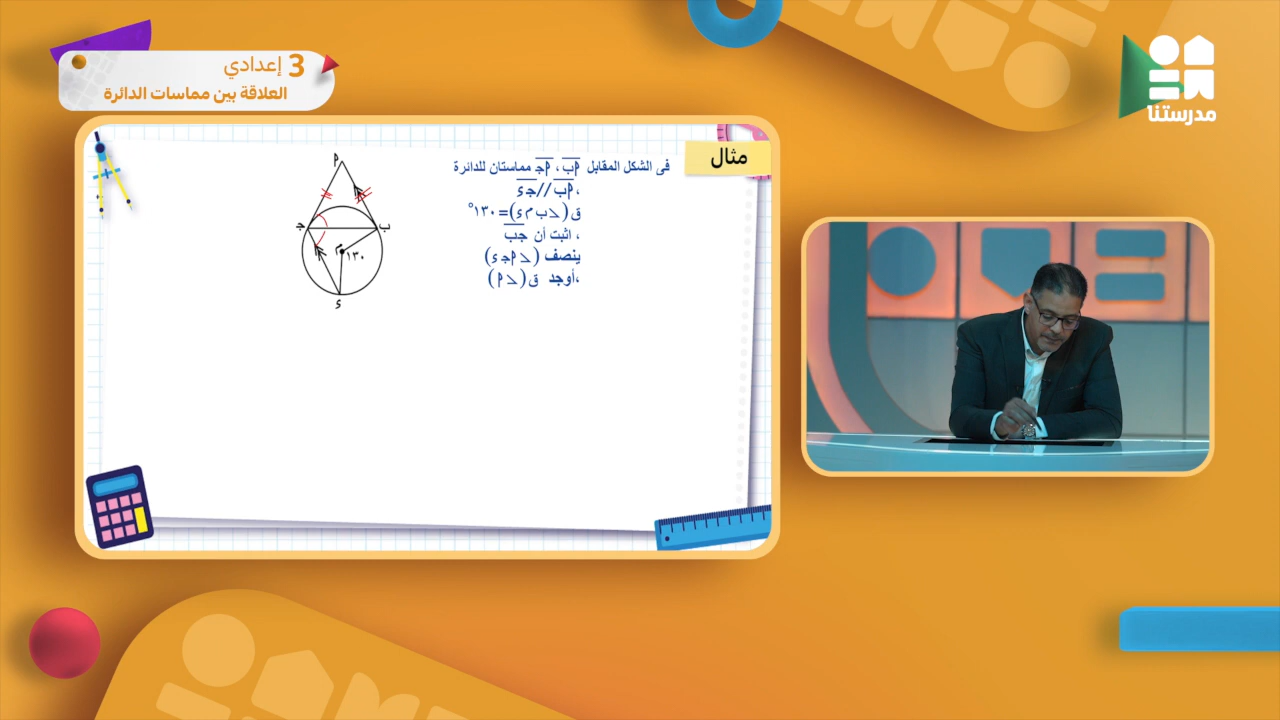 3 إعدادي
العلاقة بين مماسات الدائرة
مدرستنا
مثال
فى الشكل المقابل أب ، أجـ مماستان للدائرة
، أب // جـ ء
ق (> ب م ء) = ١٣٠°
، اثبت أن جب
ينصف (> أ جـ ء)
،أوجد ق (> أ)
أ
جـ
ب
م
١٣٠
ء